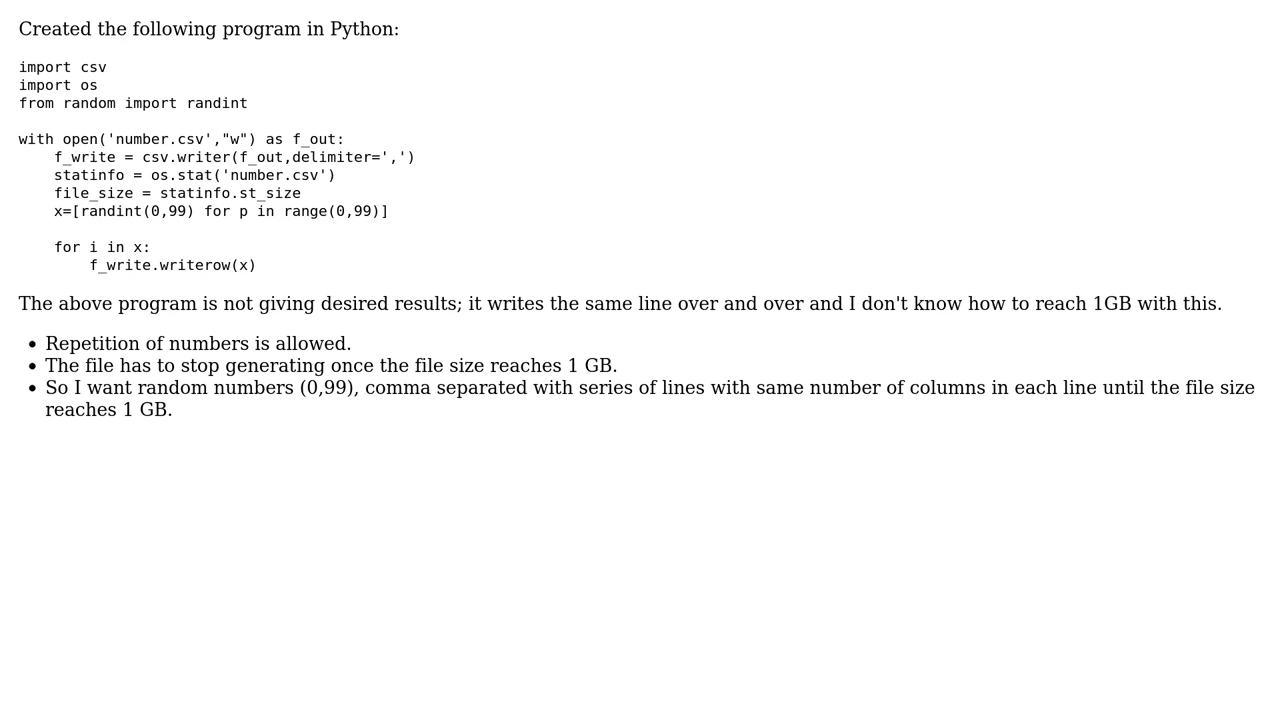 Created the following program in Python:
import csv
import os
from random import randint
with open('number.csv',"w") as f_out:
    f_write = csv.writer(f_out,delimiter=',')
    statinfo = os.stat('number.csv')
    file_size = statinfo.st_size
    x=[randint(0,99) for p in range(0,99)]
    for i in x:
        f_write.writerow(x)
The above program is not giving desired results; it writes the same line over and over and I don't know how to reach 1GB with this.
• Repetition of numbers is allowed.
• The file has to stop generating once the file size reaches 1 GB.
• So I want random numbers (0,99), comma separated with series of lines with same number of columns in each line until the file size
reaches 1 GB.